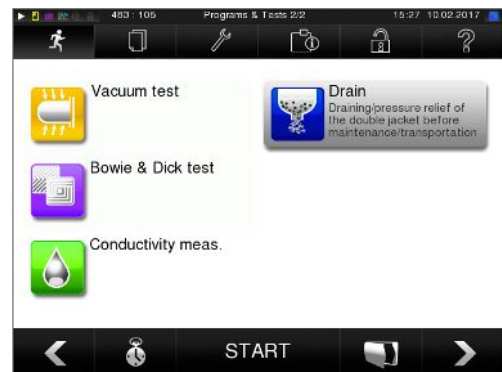 483 : 105 Programs & Tests 2/2 15:27 10.02.2017
Vacuum test
Drain
Draining/pressure relief of
the double jacket before
maintenance/transportation
Bowie & Dick test
Conductivity meas.
START